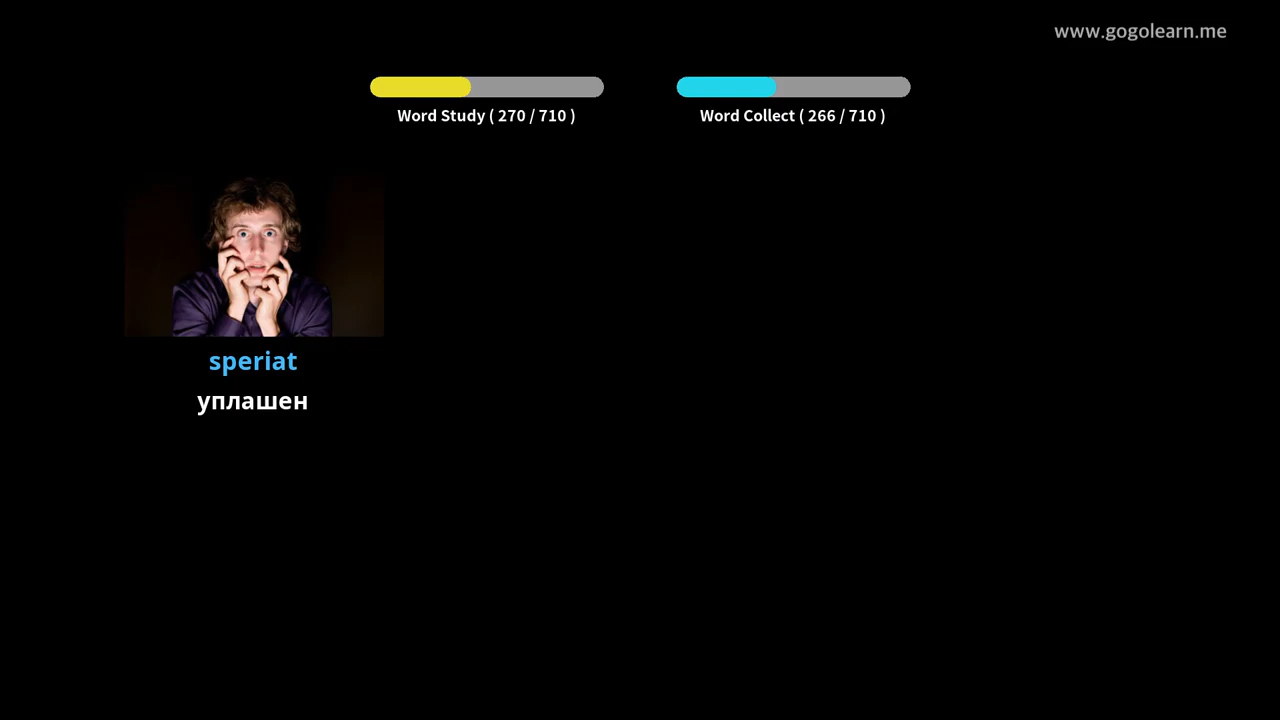 www.gogolearn.me
Word Study ( 270 / 710 )
Word Collect ( 266 / 710 )
speriat
уплашен